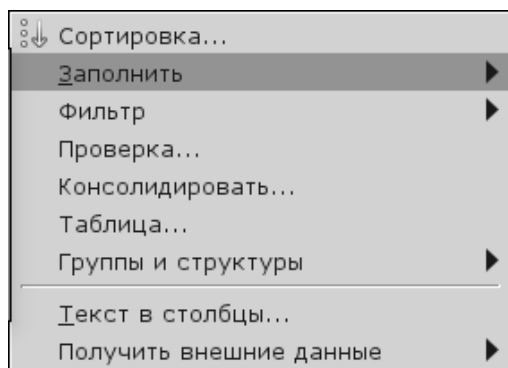 Сортировка...
Заполнить
Фильтр
Проверка...
Консолидировать...
Таблица...
Группы и структуры
Текст в столбцы...
Получить внешние данные